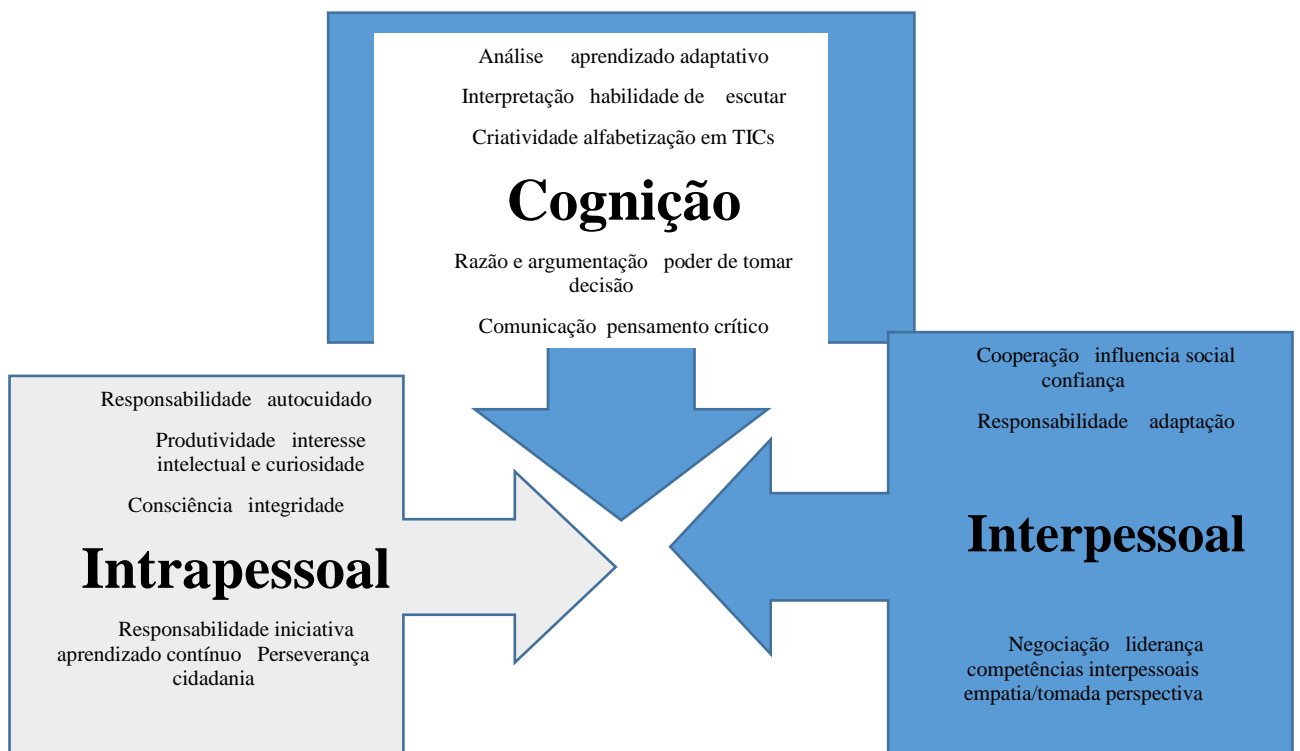 Análise aprendizado adaptativo
Interpretação habilidade de escutar
Criatividade alfabetização em TICs
Cognição
Razão e argumentação poder de tomar
decisão
Comunicação pensamento crítico
Responsabilidade autocuidado
Produtividade interesse
intelectual e curiosidade
Consciência integridade
Intrapessoal
Responsabilidade iniciativa
aprendizado contínuo Perseverança
cidadania
Cooperação influencia social
confiança
Responsabilidade adaptação
Interpessoal
Negociação liderança
competências interpessoais
empatia/tomada perspectiva